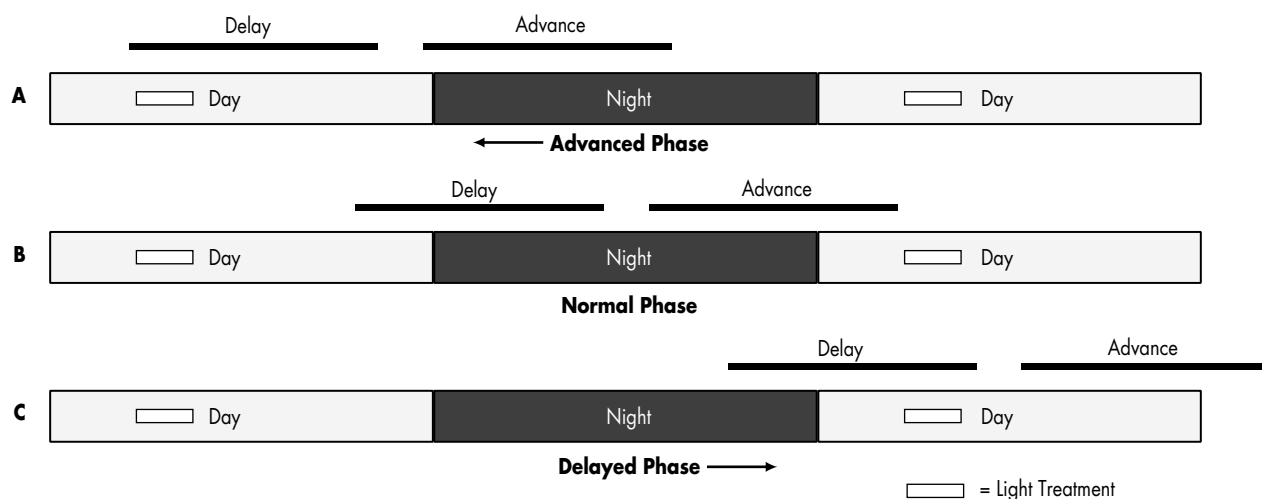 Delay Advance
A Day Night Day
Advanced Phase
Delay Advance
B Day Night Day
Normal Phase
Delay Advance
C Day Night Day
Delayed Phase
= Light Treatment